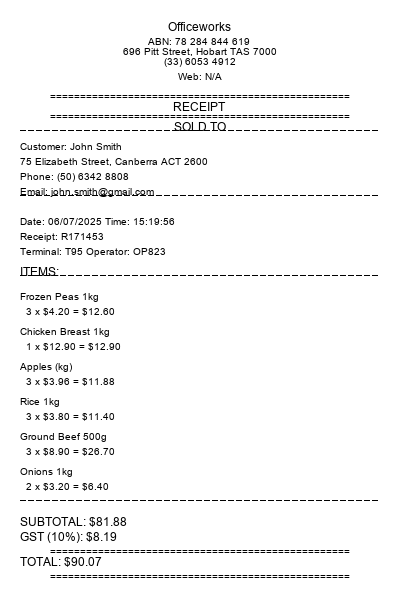 Officeworks
ABN: 78 284 844 619
696 Pitt Street, Hobart TAS 7000
(33) 6053 4912
Web: N/A
RECEIPT
SOLD TO
Customer: John Smith
75 Elizabeth Street, Canberra ACT 2600
Phone: (50) 6342 8808
Email: john.smith@gmail.com
Date: 06/07/2025 Time: 15:19:56
Receipt: R171453
Terminal: T95 Operator: OP823
ITEMS:
Frozen Peas 1kg
3 x $4.20 = $12.60
Chicken Breast 1kg
1 x $12.90 = $12.90
Apples (kg)
3 x $3.96 = $11.88
Rice 1kg
3 x $3.80 = $11.40
Ground Beef 500g
3 x $8.90 = $26.70
Onions 1kg
2 x $3.20 = $6.40
SUBTOTAL: $81.88
GST (10%): $8.19
TOTAL: $90.07